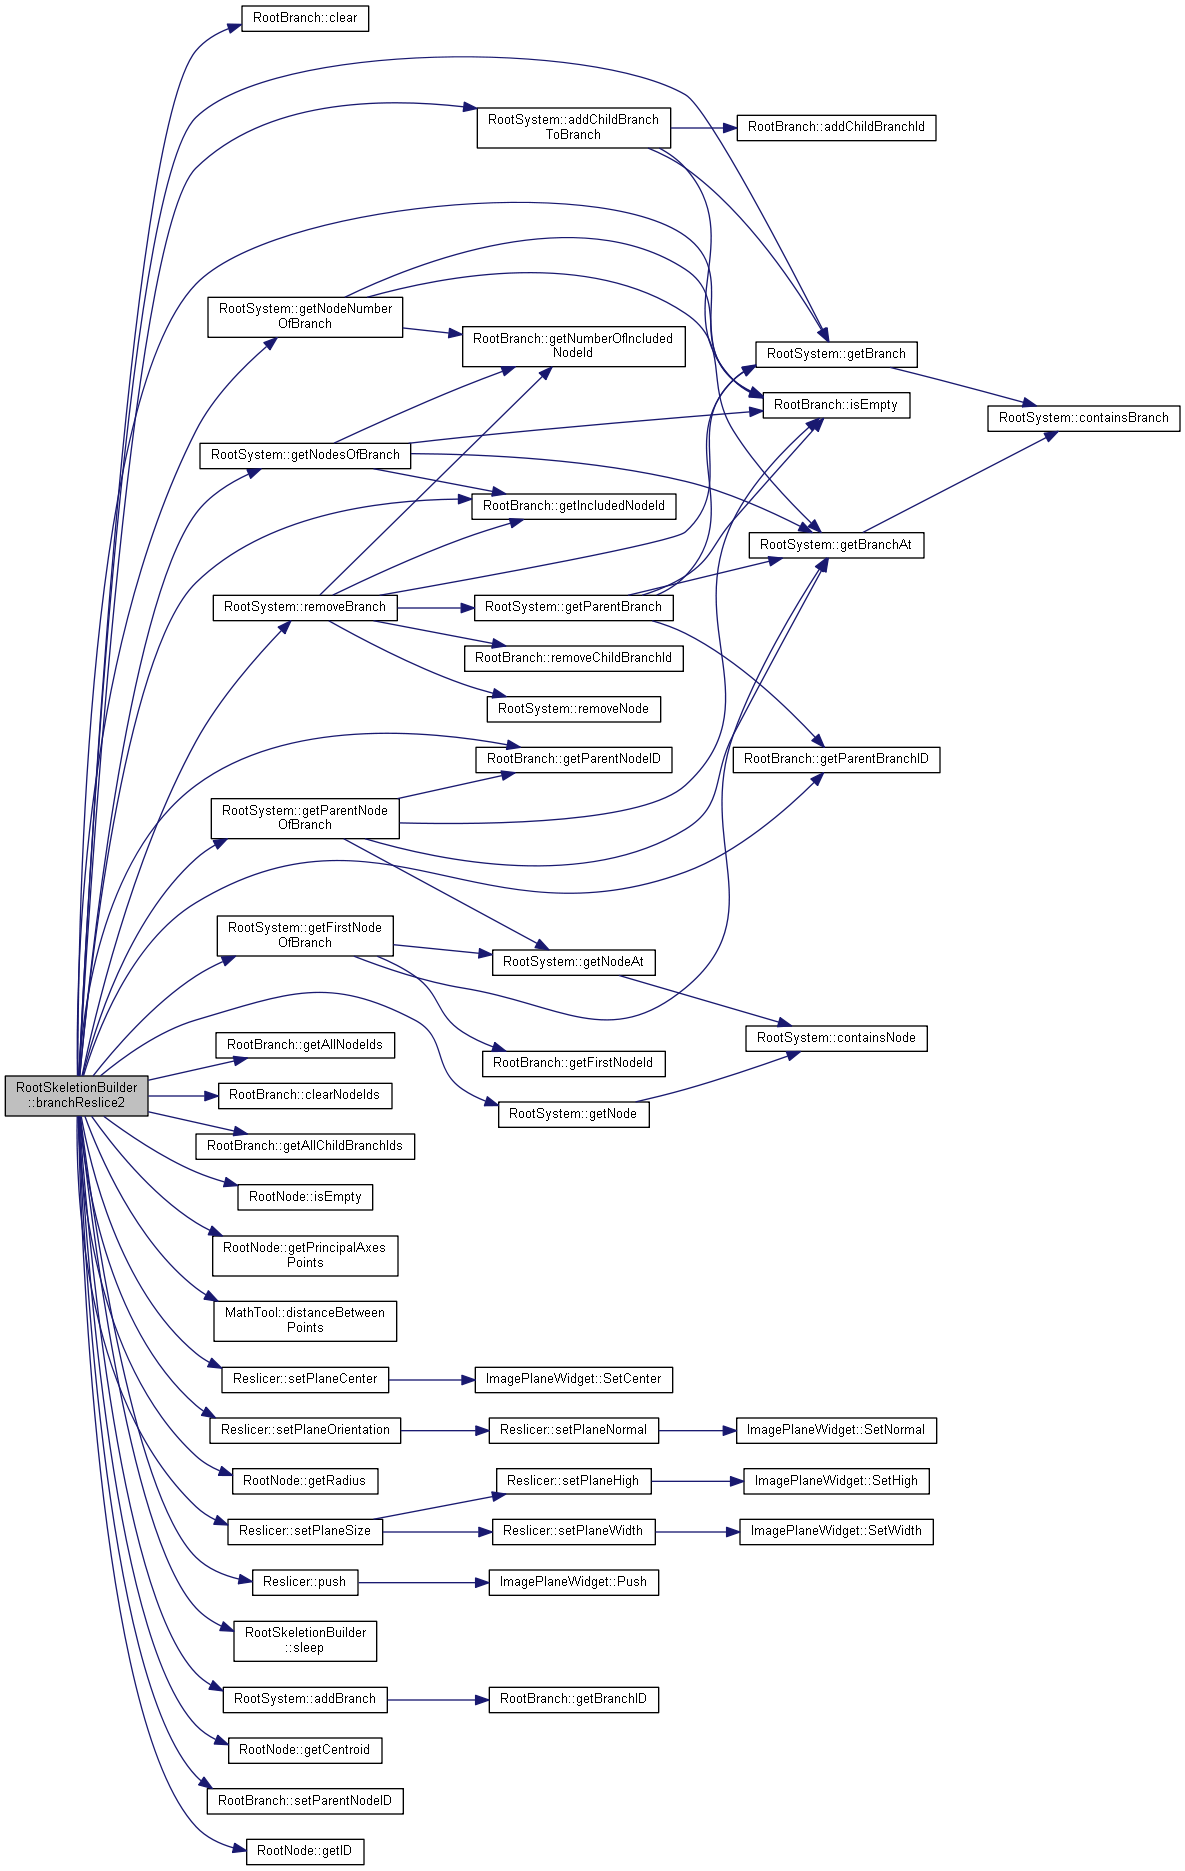 RootBranch::clear
RootSystem::addChildBranch
ToBranch
RootBranch::addChildBranchId
RootSystem::getNodeNumber
OfBranch
RootBranch::getNumberOfIncluded
NodeId
RootSystem::getBranch
RootBranch::isEmpty
RootSystem::containsBranch
RootSystem::getNodesOfBranch
RootBranch::getIncludedNodeId
RootSystem::getBranchAt
RootSystem::removeBranch
RootSystem::getParentBranch
RootBranch::removeChildBranchId
RootSystem::removeNode
RootBranch::getParentNodeID
RootBranch::getParentBranchID
RootSystem::getParentNode
OfBranch
RootSystem::getFirstNode
OfBranch
RootSystem::getNodeAt
RootSystem::containsNode
RootBranch::getAllNodeIds
RootBranch::getFirstNodeId
RootSkeletionBuilder
::branchReslice2
RootBranch::clearNodeIds
RootSystem::getNode
RootBranch::getAllChildBranchIds
RootNode::isEmpty
RootNode::getPrincipalAxes
Points
MathTool::distanceBetween
Points
Reslicer::setPlaneCenter
ImagePlaneWidget::SetCenter
Reslicer::setPlaneOrientation
Reslicer::setPlaneNormal
ImagePlaneWidget::SetNormal
RootNode::getRadius
Reslicer::setPlaneHigh
ImagePlaneWidget::SetHigh
Reslicer::setPlaneSize
Reslicer::setPlaneWidth
ImagePlaneWidget::SetWidth
Reslicer::push
ImagePlaneWidget::Push
RootSkeletionBuilder
::sleep
RootSystem::addBranch
RootBranch::getBranchID
RootNode::getCentroid
RootBranch::setParentNodeID
RootNode::getID